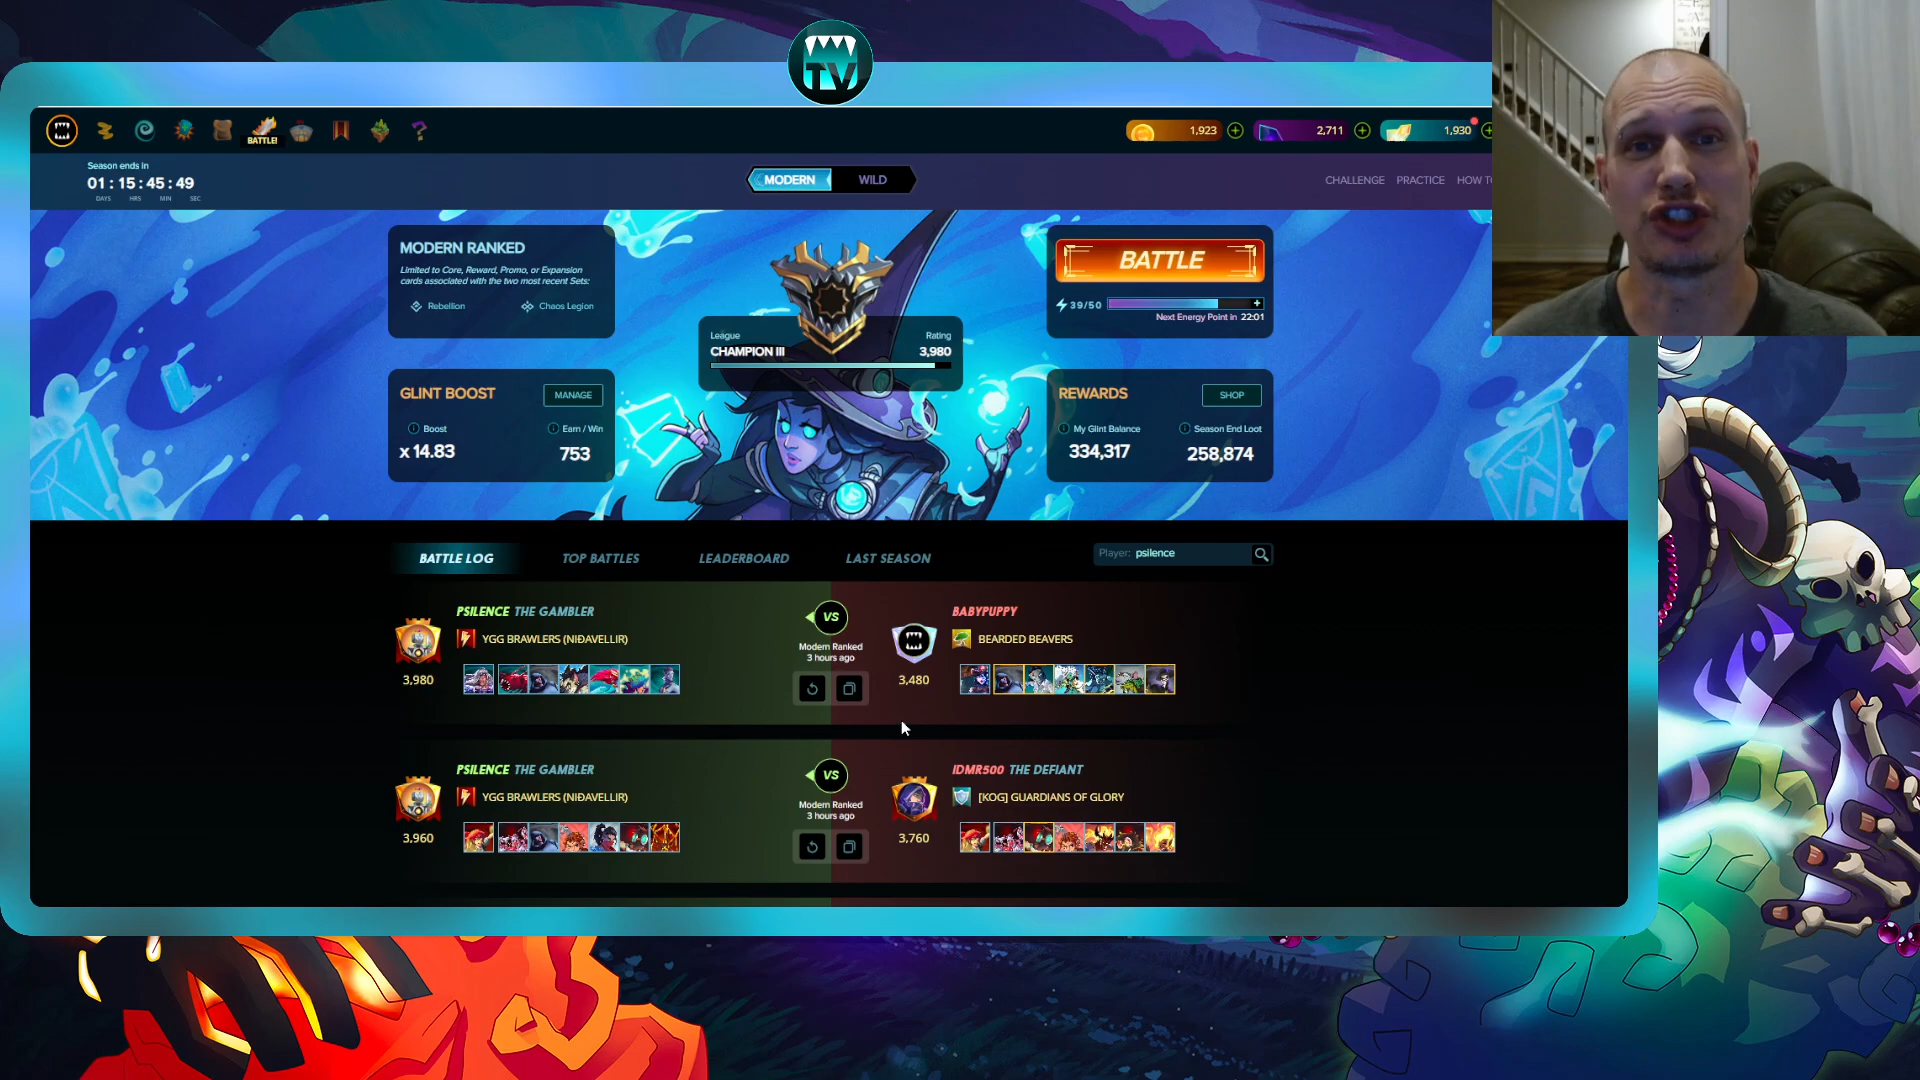 TV
BATTLE!
1,923
2,711
1,930
Season ends in
01 : 15 : 45 : 49
DAYS HRS MIN SEC
MODERN
WILD
CHALLENGE
PRACTICE
HOW T
MODERN RANKED
Limited to Core, Reward, Promo, or Expansion
cards associated with the two most recent Sets:
Rebellion
Chaos Legion
League
Rating
CHAMPION III
3,980
BATTLE
39/50
Next Energy Point in 22:01
GLINT BOOST
MANAGE
Boost
Earn / Win
x 14.83
753
REWARDS
SHOP
My Glint Balance
Season End Loot
334,317
258,874
BATTLE LOG
TOP BATTLES
LEADERBOARD
LAST SEASON
Player: psilence
PSILENCE THE GAMBLER
YGG BRAWLERS (NIÐAVELLIR)
3,980
VS
Modern Ranked
3 hours ago
BABYPUPPY
BEARDED BEAVERS
3,480
PSILENCE THE GAMBLER
YGG BRAWLERS (NIÐAVELLIR)
3,960
VS
Modern Ranked
3 hours ago
IDMR500 THE DEFIANT
[KOG] GUARDIANS OF GLORY
3,760